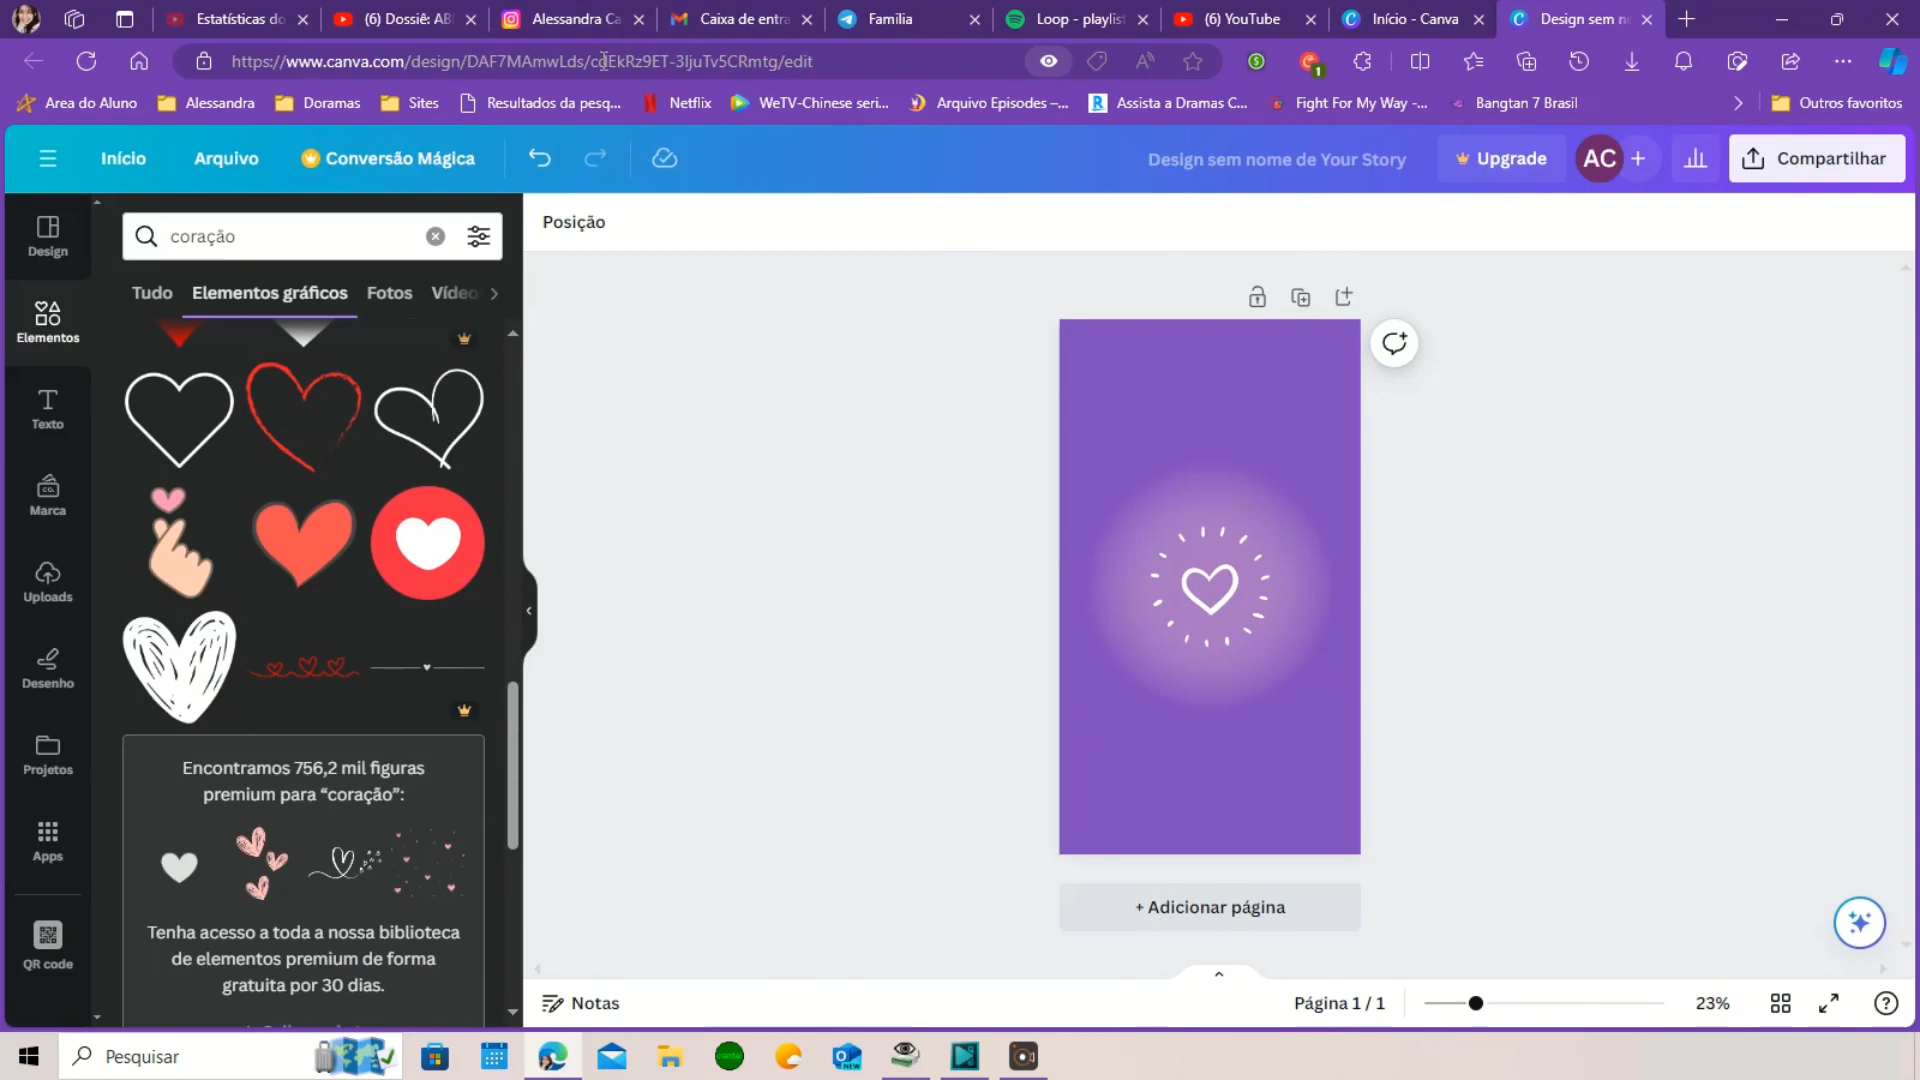 Estatísticas do
(6) Dossiê: AB
Alessandra Ca
Caixa de entra
Família
Loop - playlist
(6) YouTube
Início - Canva
Design sem n
https://www.canva.com/design/DAF7MAmwLds/
Area do Aluno
Alessandra
Doramas
Sites
Resultados da pesq...
Netflix
WeTV-Chinese seri...
Arquivo Episodes –...
Assista a Dramas C...
Fight For My Way -...
Bangtan 7 Brasil
Outros favoritos
Início
Arquivo
Conversão Mágica
Design sem nome de Your Story
Upgrade
AC
Compartilhar
Design
Elementos
Texto
Marca
Uploads
Desenho
Projetos
Apps
QR code
coração
Tudo
Elementos gráficos
Fotos
Vídeo
Encontramos 756,2 mil figuras
premium para “coração”:
Tenha acesso a toda a nossa biblioteca
de elementos premium de forma
gratuita por 30 dias.
Posição
+ Adicionar página
Notas
Página 1 / 1
23%
Pesquisar